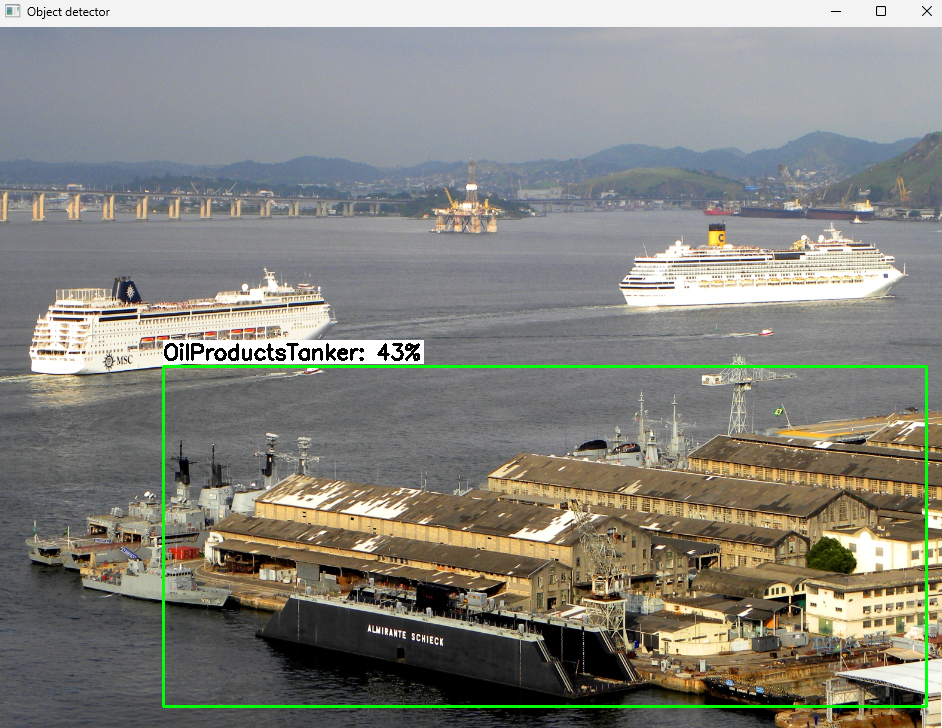 Object detector
C
MSC
OilProductsTanker: 43%
ALMIRANTE SCHIECK